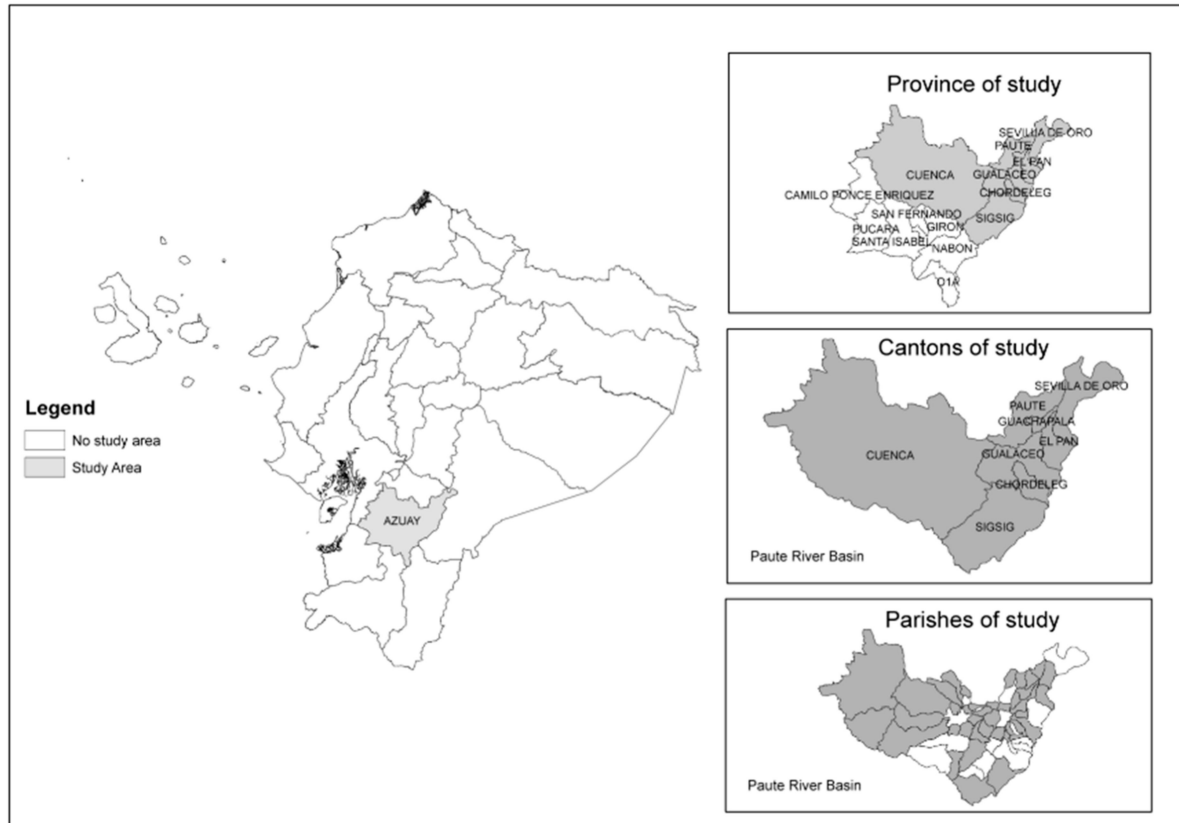 Legend
No study area
Study Area
AZUAY
Province of study
SEVILLA DE ORO
PAUTE
EL PAN
GUALACEO
CUENCA
CHORDELEG
CAMILO PONCE ENRIQUEZ
SAN FERNANDO
SIGSIG
GIRON
PUCARA
SANTA ISABEL
NABON
O1A
Cantons of study
SEVILLA DE ORO
PAUTE
GUACHAPALA
EL PAN
GUALACEO
CUENCA
CHORDELEG
SIGSIG
Paute River Basin
Parishes of study
Paute River Basin